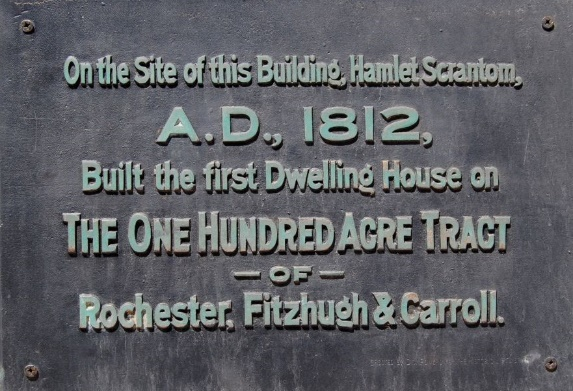 On the Site of this Building, Hamlet Scrantom,
A.D., 1812,
Built the first Dwelling House on
THE ONE HUNDRED ACRE TRACT
— OF —
Rochester, Fitzhugh & Carroll.